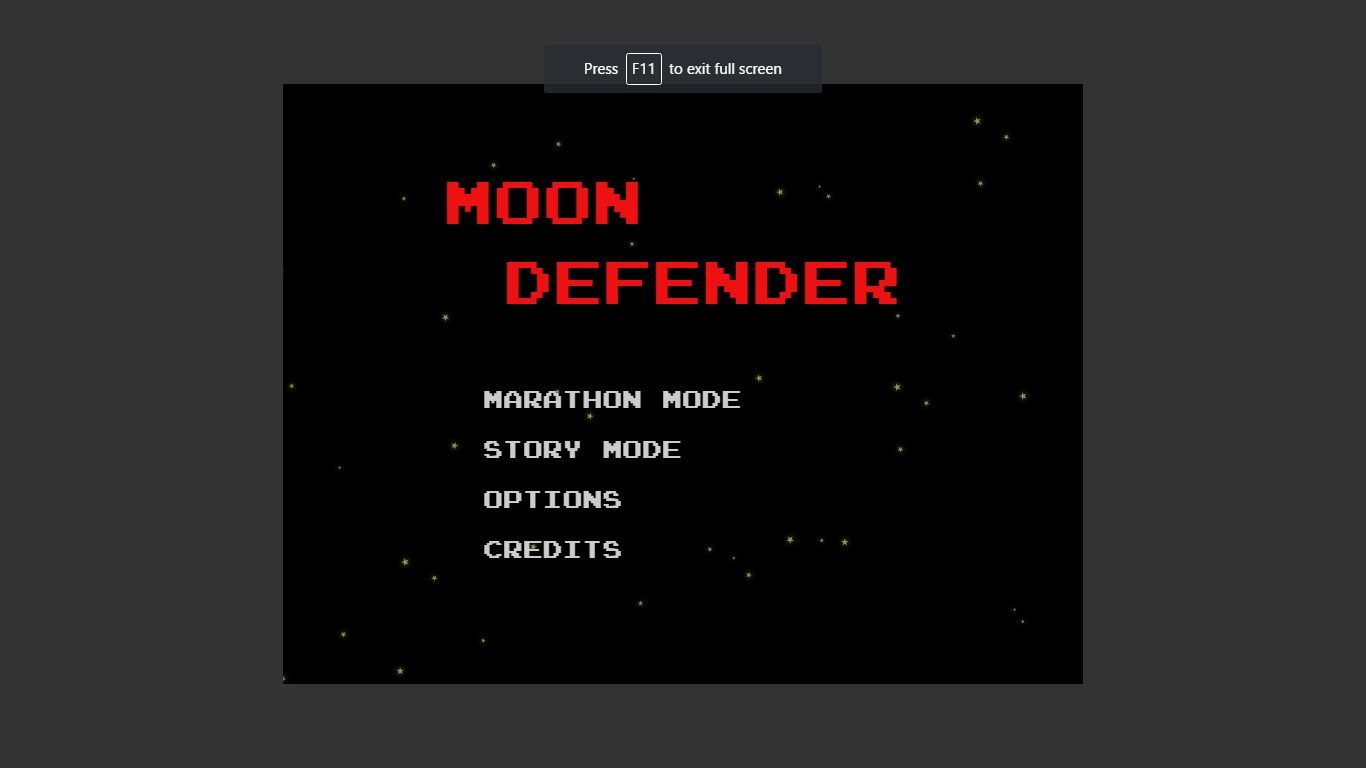 Press F11 to exit full screen
MOON
DEFENDER
MARATHON MODE
STORY MODE
OPTIONS
CREDITS